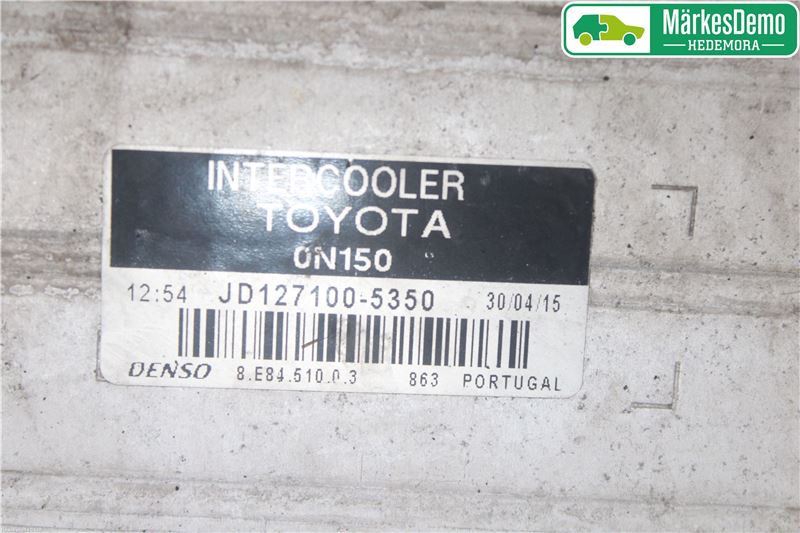 MärkesDemo
HEDEMORA
INTERCOOLER
TOYOTA
0N150
12:54 JD127100-5350 30/04/15
DENSO 8.E84.510.0.3 863 PORTUGAL